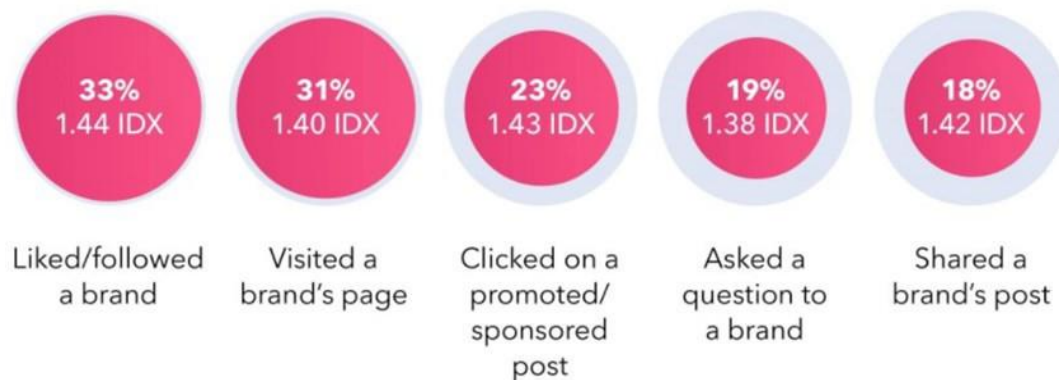 33%
1.44 IDX
31%
1.40 IDX
23%
1.43 IDX
19%
1.38 IDX
18%
1.42 IDX
Liked/followed
a brand
Visited a
brand's page
Clicked on a
promoted/
sponsored
post
Asked a
question to
a brand
Shared a
brand's post